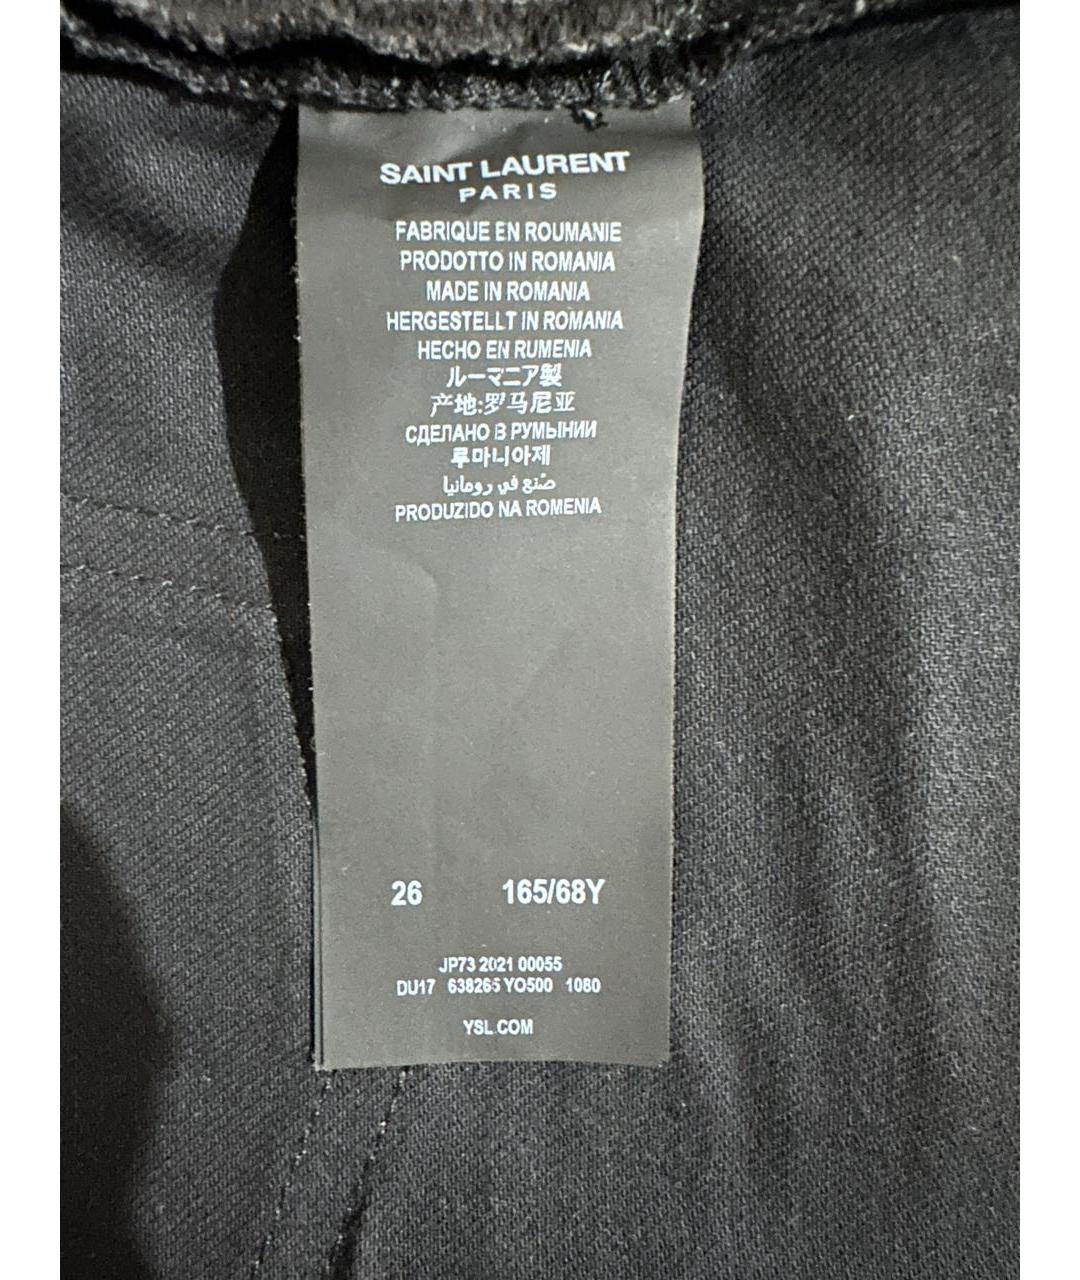 SAINT LAURENT
PARIS
FABRIQUE EN ROUMANIE
PRODOTTO IN ROMANIA
MADE IN ROMANIA
HERGESTELLT IN ROMANIA
HECHO EN RUMENIA
ルーマニア製
产地:罗马尼亚
СДЕЛАНО В РУМЫНИИ
루마니아제
صُنع في رومانيا
PRODUZIDO NA ROMENIA
26 165/68Y
JP73 2021 00055
DU17 638265 YO500 1080
YSL.COM